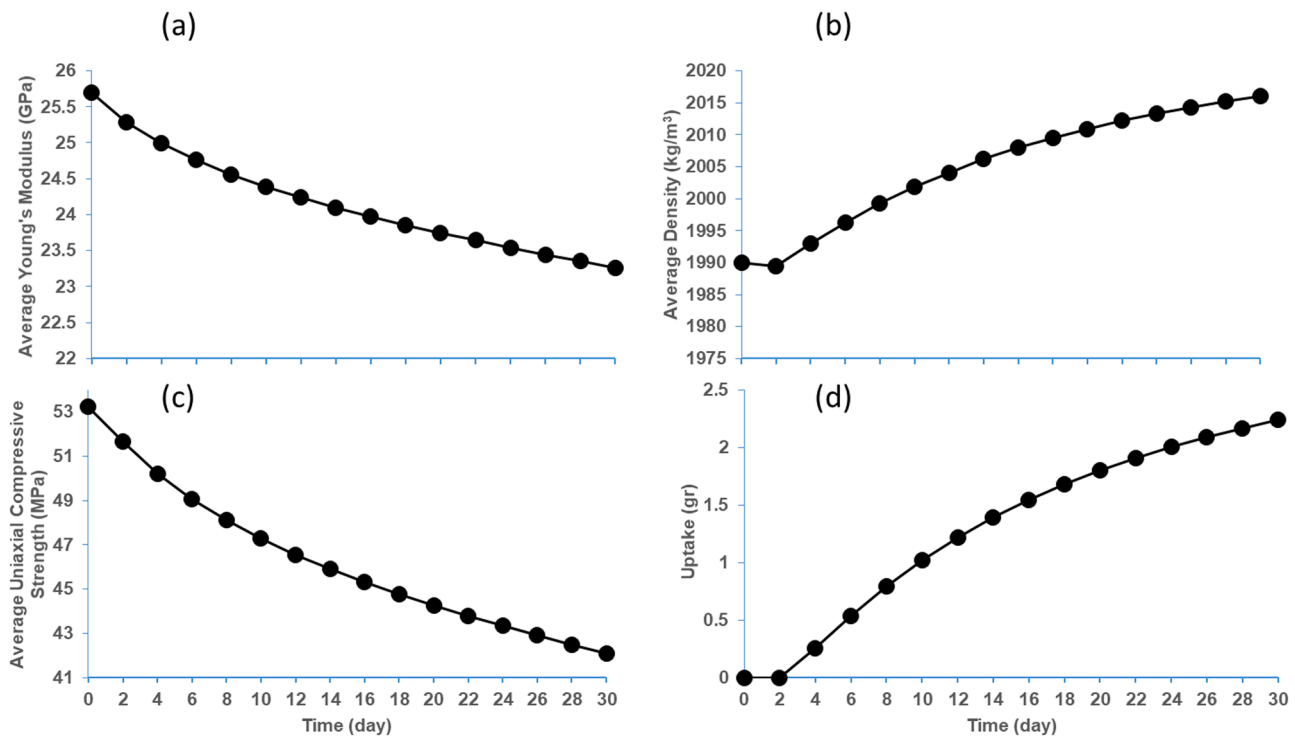 (a)
Average Young's Modulus (GPa)
26
25.5
25
24.5
24
23.5
23
22.5
22
(b)
Average Density (kg/m³)
2020
2015
2010
2005
2000
1995
1990
1985
1980
1975
(c)
Average Uniaxial Compressive
Strength (MPa)
53
51
49
47
45
43
41
0 2 4 6 8 10 12 14 16 18 20 22 24 26 28 30
Time (day)
(d)
Uptake (gr)
2.5
2
1.5
1
0.5
0
0 2 4 6 8 10 12 14 16 18 20 22 24 26 28 30
Time (day)